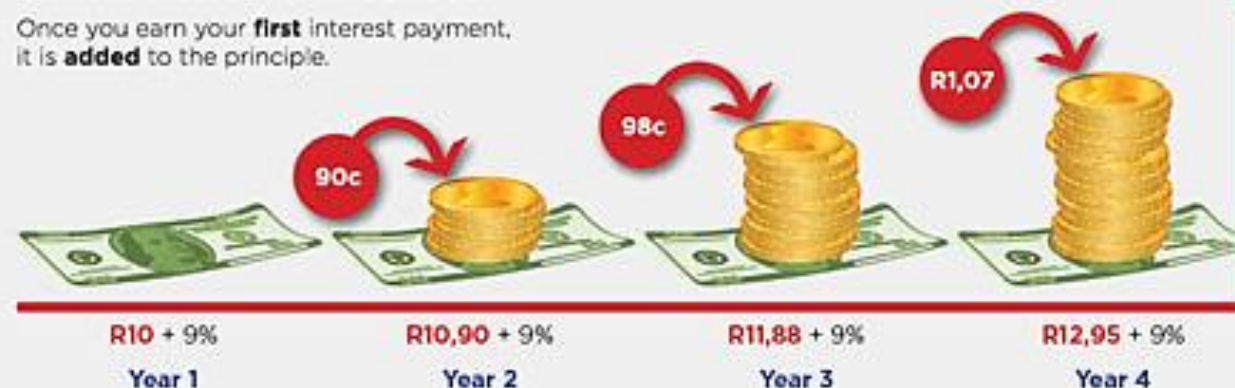 Once you earn your first interest payment,
it is added to the principle.
90c
98c
R1,07
R10 + 9%
R10,90 + 9%
R11,88 + 9%
R12,95 + 9%
Year 1
Year 2
Year 3
Year 4